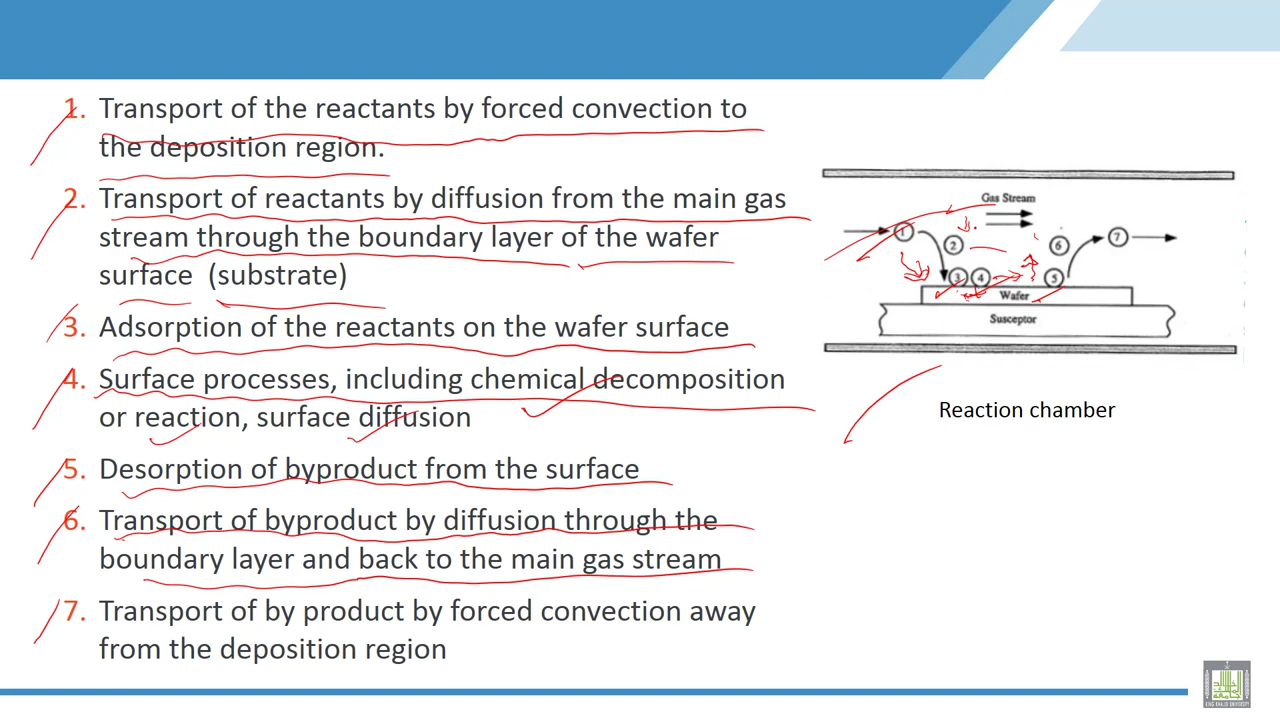 1. Transport of the reactants by forced convection to
the deposition region.
2. Transport of reactants by diffusion from the main gas
stream through the boundary layer of the wafer
surface (substrate)
3. Adsorption of the reactants on the wafer surface
4. Surface processes, including chemical decomposition
or reaction, surface diffusion
5. Desorption of byproduct from the surface
6. Transport of byproduct by diffusion through the
boundary layer and back to the main gas stream
7. Transport of by product by forced convection away
from the deposition region
Gas Stream
1
2
6
7
3 4
5
Wafer
Susceptor
Reaction chamber
KING KHALID UNIVERSITY